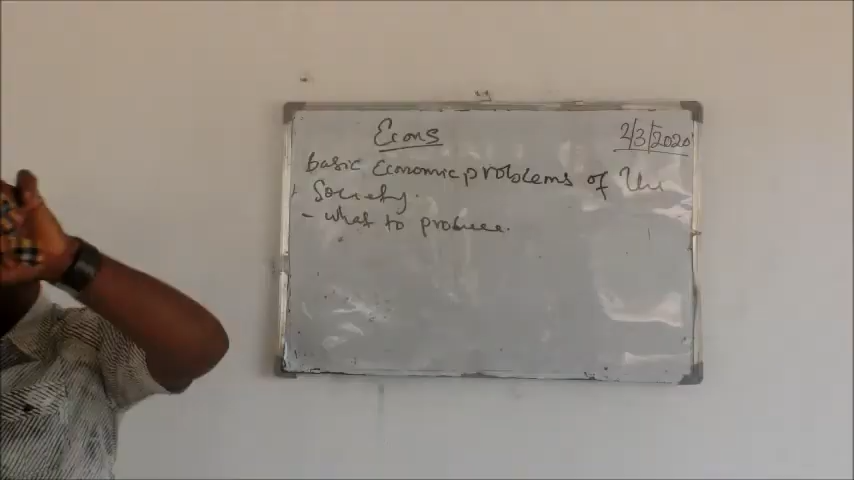 Econs
2/3/2020
basic Economic problems of the
Society.
- what to produce.